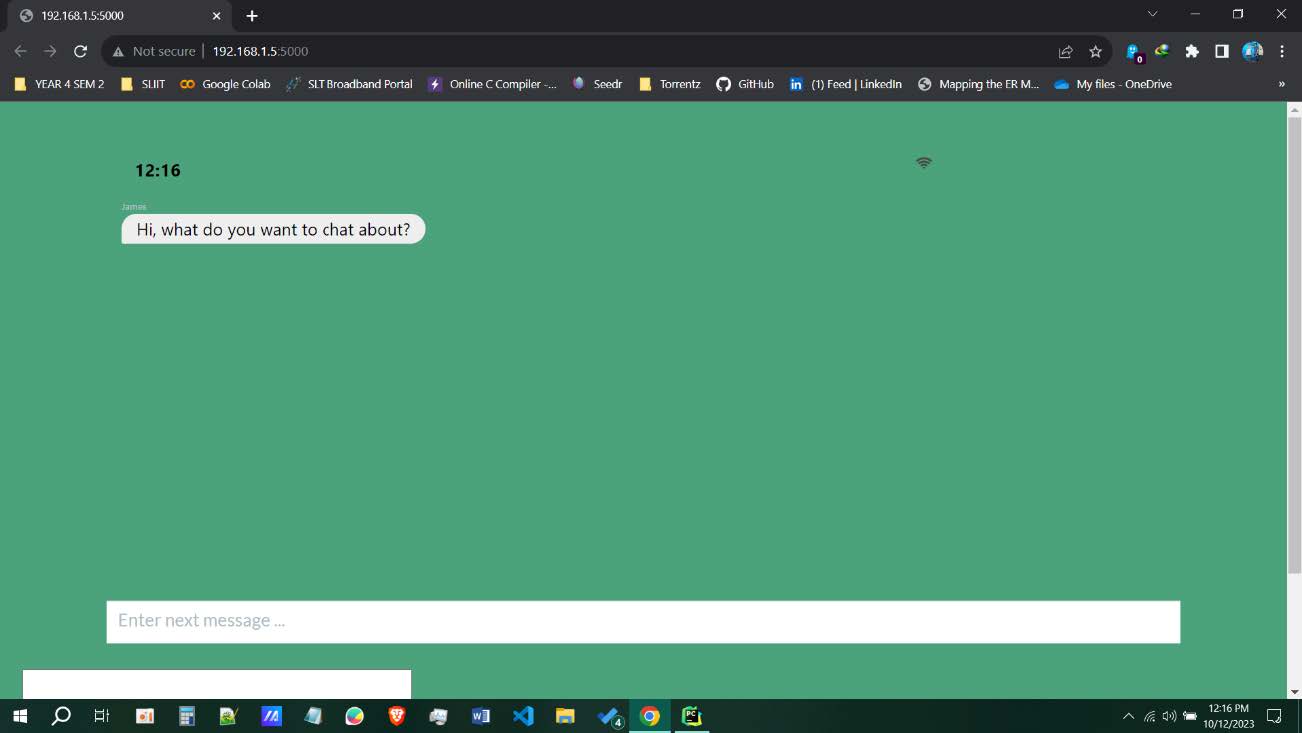 192.168.1.5:5000
Not secure 192.168.1.5:5000
0
YEAR 4 SEM 2 SLIIT Google Colab SLT Broadband Portal Online C Compiler -... Seedr Torrentz GitHub (1) Feed | LinkedIn Mapping the ER M... My files - OneDrive »
12:16
James
Hi, what do you want to chat about?
Enter next message ...
4
12:16 PM
10/12/2023